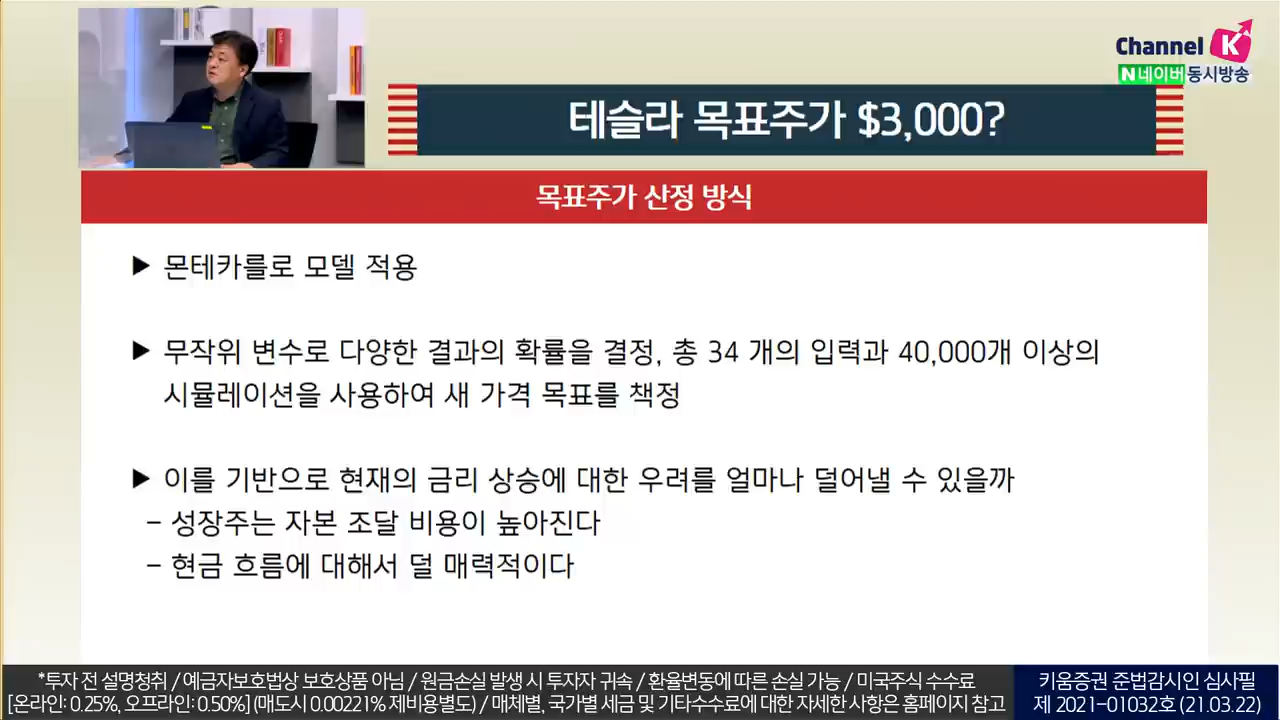 Channel K
N 네이버 동시방송
테슬라 목표주가 $3,000?
목표주가 산정 방식
▶ 몬테카를로 모델 적용
▶ 무작위 변수로 다양한 결과의 확률을 결정, 총 34 개의 입력과 40,000개 이상의
시뮬레이션을 사용하여 새 가격 목표를 책정
▶ 이를 기반으로 현재의 금리 상승에 대한 우려를 얼마나 덜어낼 수 있을까
– 성장주는 자본 조달 비용이 높아진다
– 현금 흐름에 대해서 덜 매력적이다
*투자 전 설명청취 / 예금자보호법상 보호상품 아님 / 원금손실 발생 시 투자자 귀속 / 환율변동에 따른 손실 가능 / 미국주식 수수료
[온라인: 0.25%, 오프라인: 0.50%] (매도시 0.00221% 제비용별도) / 매체별, 국가별 세금 및 기타수수료에 대한 자세한 사항은 홈페이지 참고
키움증권 준법감시인 심사필
제 2021-01032호 (21.03.22)